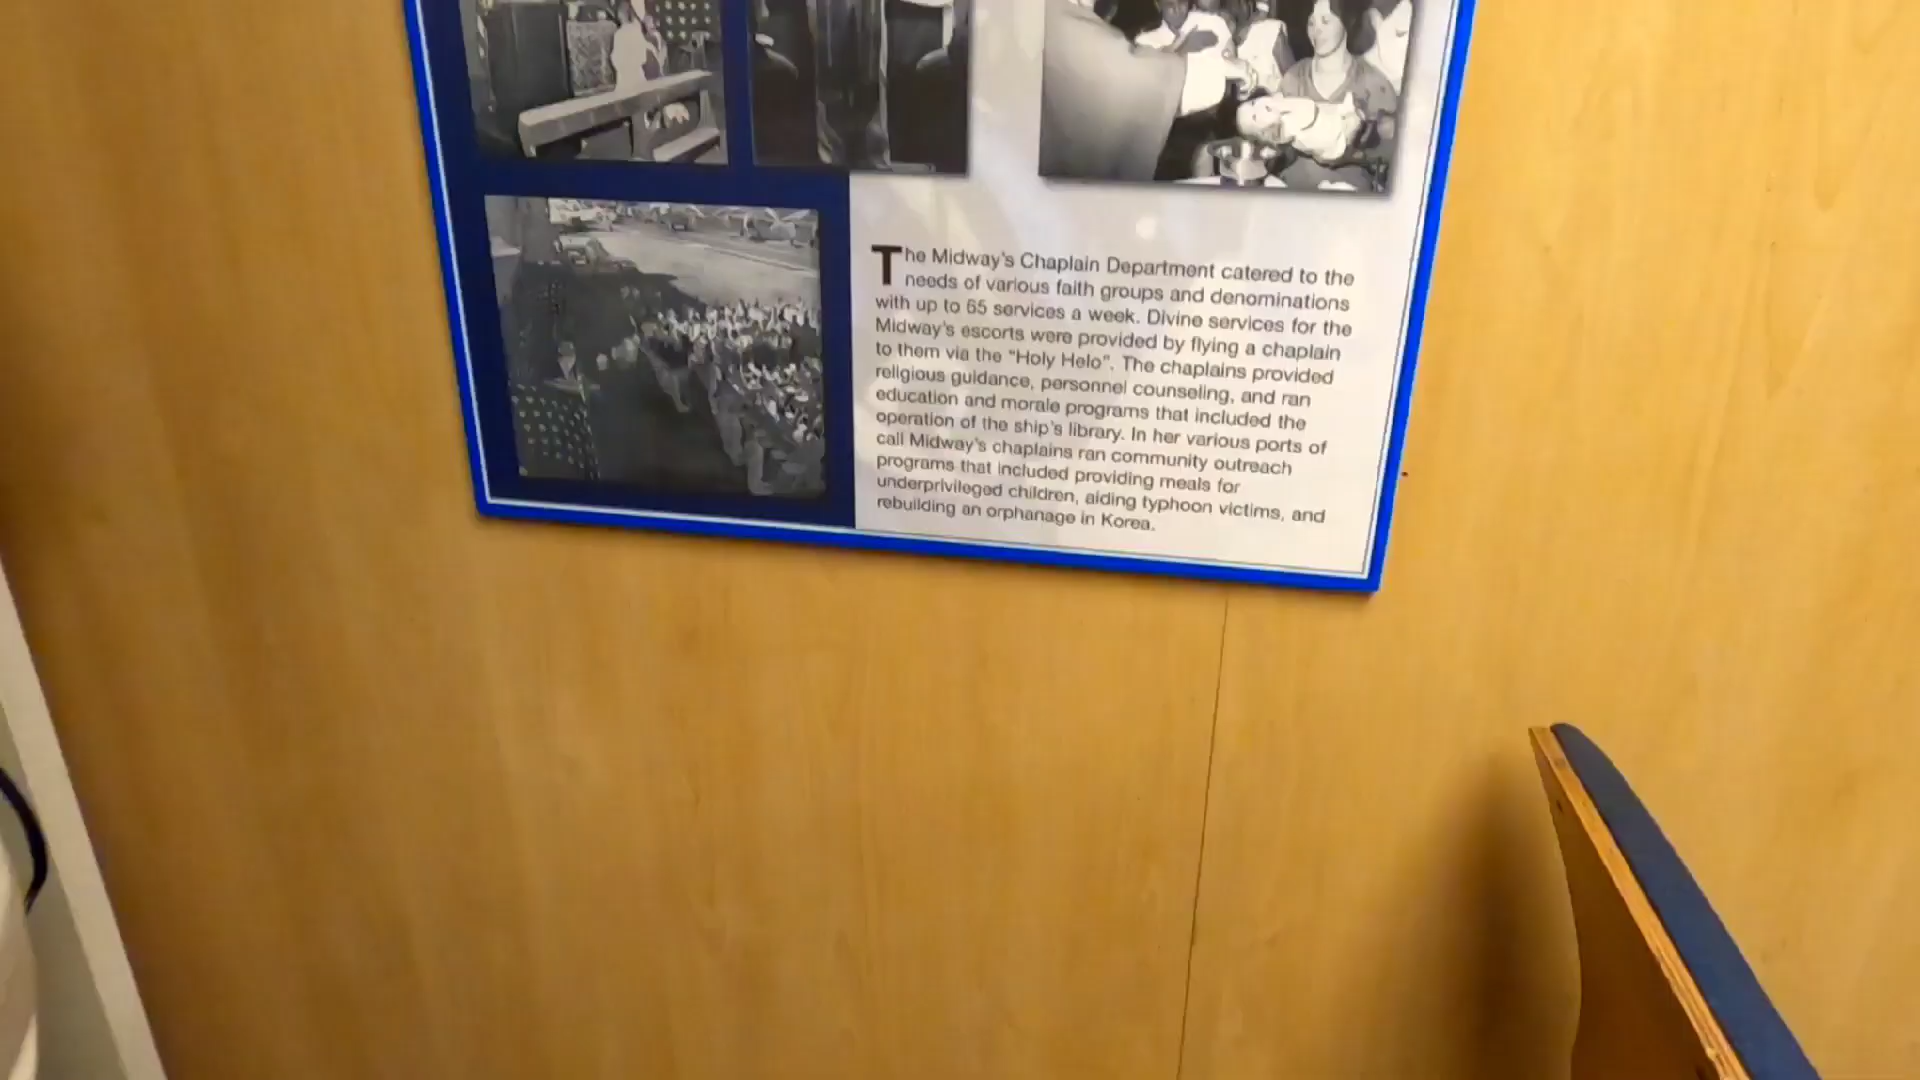 The Midway's Chaplain Department catered to the
needs of various faith groups and denominations
with up to 65 services a week. Divine services for the
Midway's escorts were provided by flying a chaplain
to them via the "Holy Helo". The chaplains provided
religious guidance, personnel counseling, and ran
education and morale programs that included the
operation of the ship's library. In her various ports of
call Midway's chaplains ran community outreach
programs that included providing meals for
underprivileged children, aiding typhoon victims, and
rebuilding an orphanage in Korea.